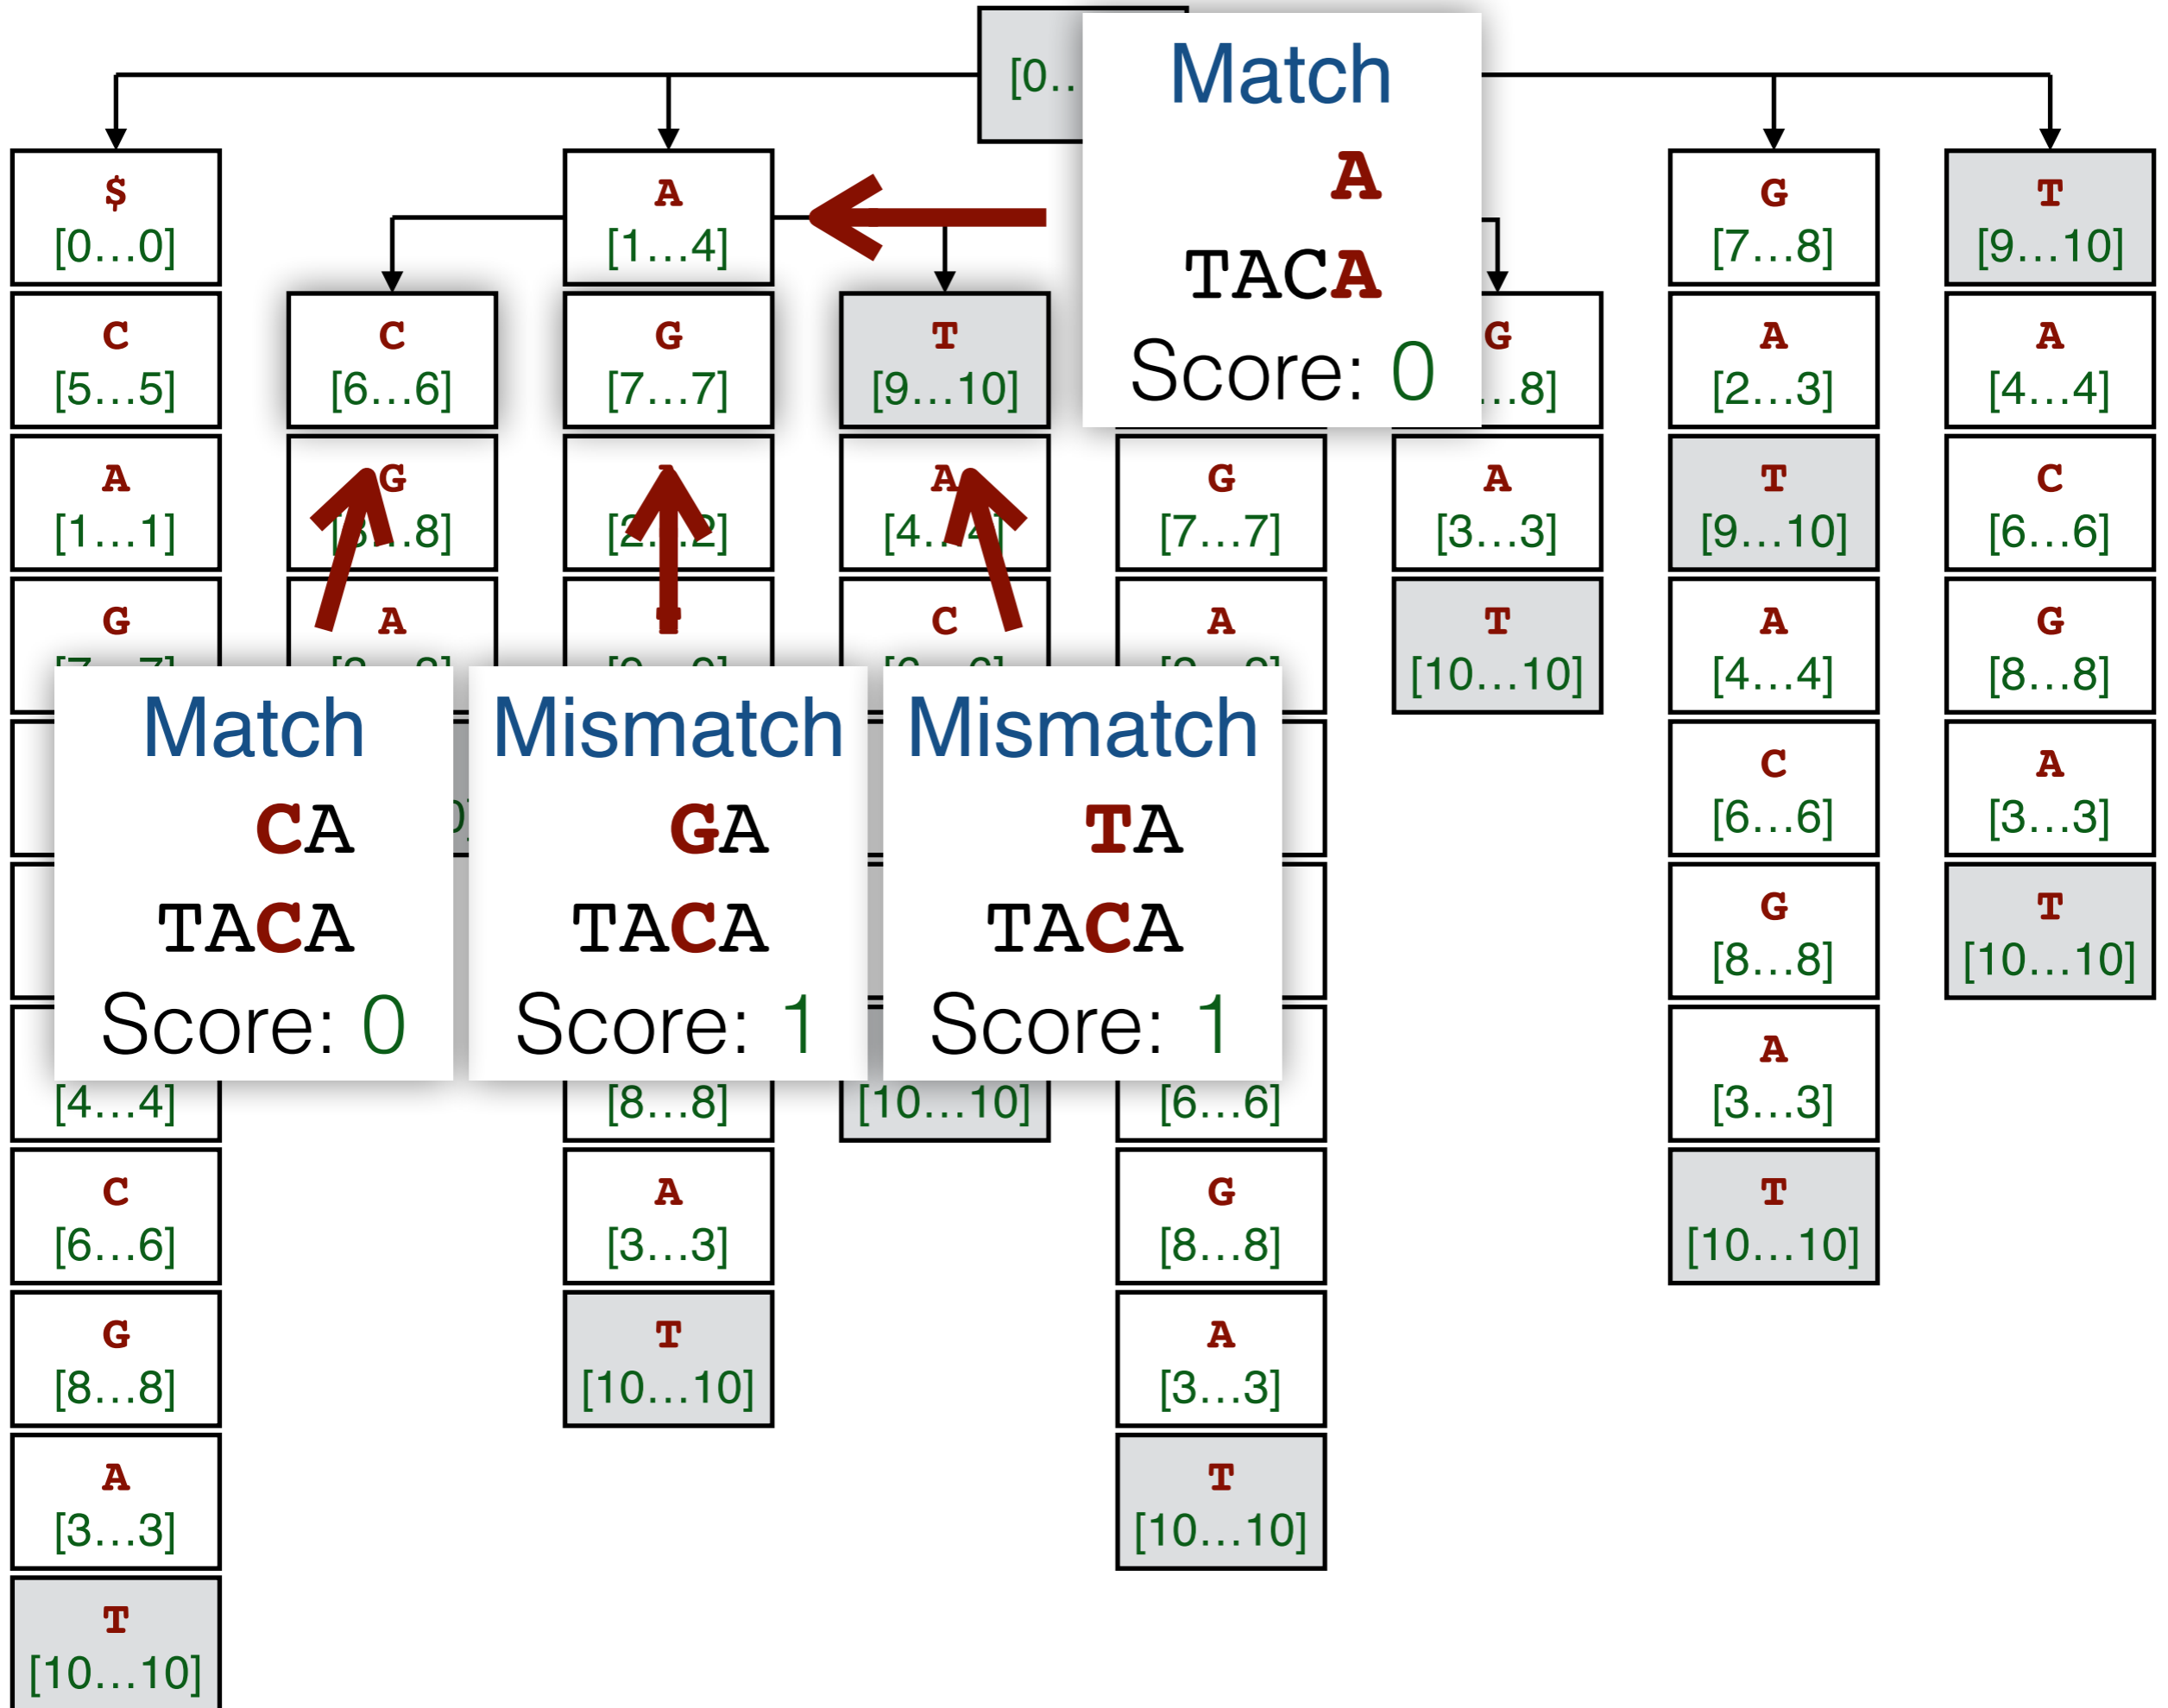 [0..
Match
A
TACA
Score: 0
$
[0...0]
A
[1...4]
G
[7...8]
T
[9...10]
C
[5...5]
C
[6...6]
G
[7...7]
T
[9...10]
G
...8]
A
[2...3]
A
[4...4]
A
[1...1]
G
...8]
A
[4...4]
G
[7...7]
A
[3...3]
T
[9...10]
C
[6...6]
G
A
C
A
T
[10...10]
A
[4...4]
G
[8...8]
Match
CA
TACA
Score: 0
Mismatch
GA
TACA
Score: 1
Mismatch
TA
TACA
Score: 1
C
[6...6]
A
[3...3]
G
[8...8]
T
[10...10]
[4...4]
[8...8]
[10...10]
[6...6]
A
[3...3]
C
[6...6]
A
[3...3]
G
[8...8]
T
[10...10]
G
[8...8]
T
[10...10]
A
[3...3]
A
[3...3]
T
[10...10]
T
[10...10]